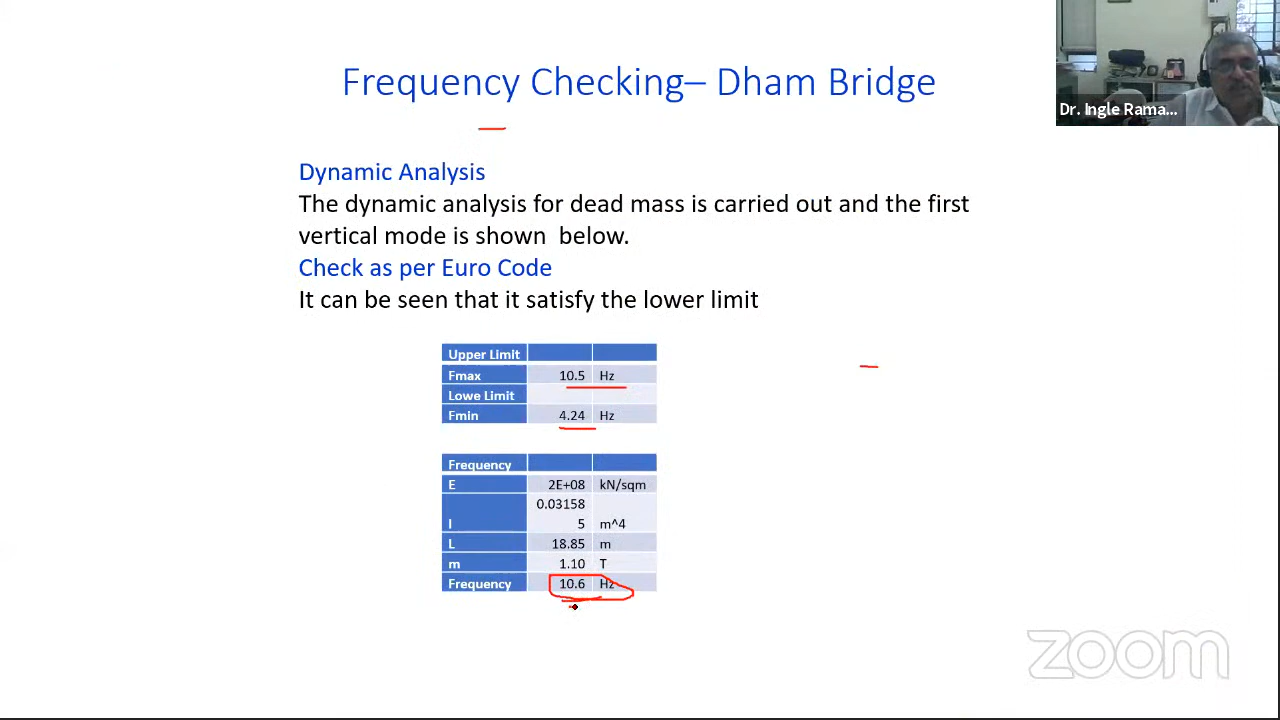 Frequency Checking– Dham Bridge
Dr. Ingle Rama...
Dynamic Analysis
The dynamic analysis for dead mass is carried out and the first
vertical mode is shown below.
Check as per Euro Code
It can be seen that it satisfy the lower limit
Upper Limit
Fmax 10.5 Hz
Lowe Limit
Fmin 4.24 Hz
Frequency
E 2E+08 kN/sqm
0.03158
I 5 m^4
L 18.85 m
m 1.10 T
Frequency 10.6 Hz
zoom